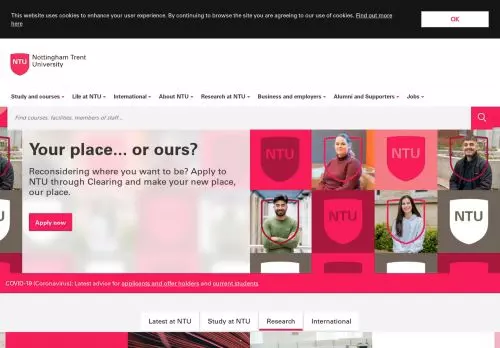 This website uses cookies to enhance your user experience. By continuing to browse the site you are agreeing to our use of cookies. Find out more
here
OK
NTU
Nottingham Trent
University
Study and courses
Life at NTU
International
About NTU
Research at NTU
Business and employers
Alumni and Supporters
Jobs
Find courses, facilities, members of staff...
Your place... or ours?
Reconsidering where you want to be? Apply to
NTU through Clearing and make your new place,
our place.
Apply now
NTU
NTU
NTU
NTU
COVID-19 (Coronavirus): Latest advice for applicants and offer holders and current students
Latest at NTU
Study at NTU
Research
International